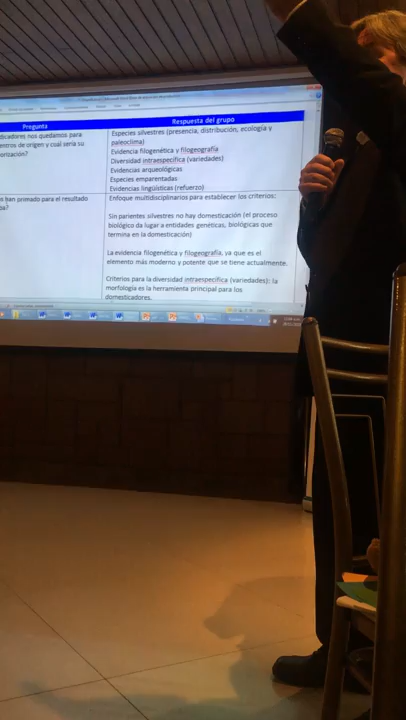 Pregunta
Respuesta del grupo
dicadores nos quedamos para
entros de origen y cuál sería su
orización?
Especies silvestres (presencia, distribución, ecología y
paleoclima)
Evidencia filogenética y filogeografía
Diversidad intraespecífica (variedades)
Evidencias arqueológicas
Especies emparentadas
Evidencias lingüísticas (refuerzo)
s han primado para el resultado
pa?
Enfoque multidisciplinarios para establecer los criterios:
Sin parientes silvestres no hay domesticación (el proceso
biológico da lugar a entidades genéticas, biológicas que
termina en la domesticación)
La evidencia filogenética y filogeografía, ya que es el
elemento más moderno y potente que se tiene actualmente.
Criterios para la diversidad intraespecífica (variedades): la
morfología es la herramienta principal para los
domesticadores.